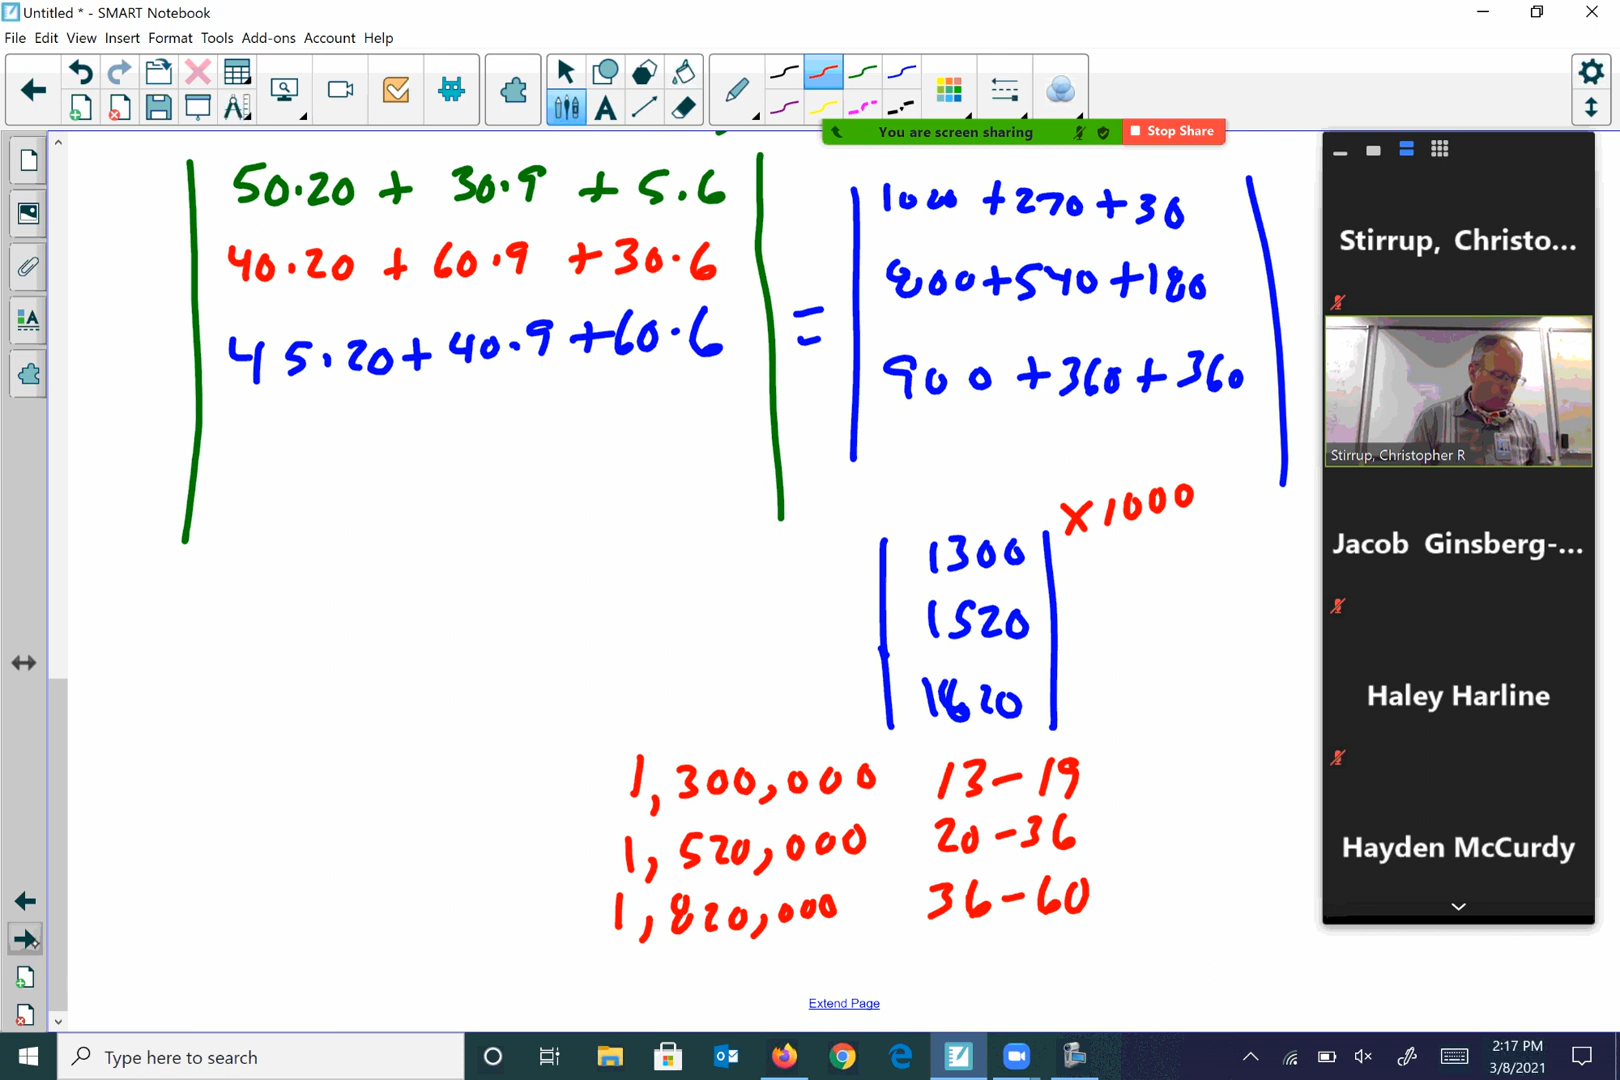 Untitled * - SMART Notebook
File Edit View Insert Format Tools Add-ons Account Help
You are screen sharing
Stop Share
50·20 + 30·9 + 5·6
40·20 + 60·9 + 30·6
45·20 + 40·9 + 60·6
=
1000 + 270 + 30
800 + 540 + 180
900 + 360 + 360
×1000
1300
1520
1620
1,300,000 13-19
1,520,000 20-36
1,820,000 36-60
Extend Page
Stirrup, Christo...
Stirrup, Christopher R
Jacob Ginsberg-...
Haley Harline
Hayden McCurdy
Type here to search
2:17 PM
3/8/2021